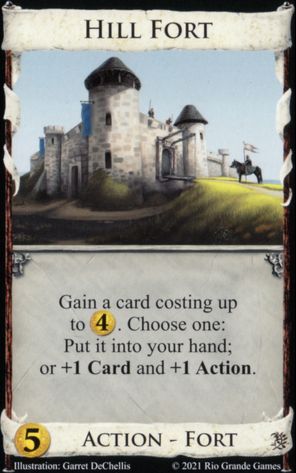 HILL FORT
Gain a card costing up
to 4. Choose one:
Put it into your hand;
or +1 Card and +1 Action.
5
ACTION - FORT
Illustration: Garret DeChellis
© 2021 Rio Grande Games